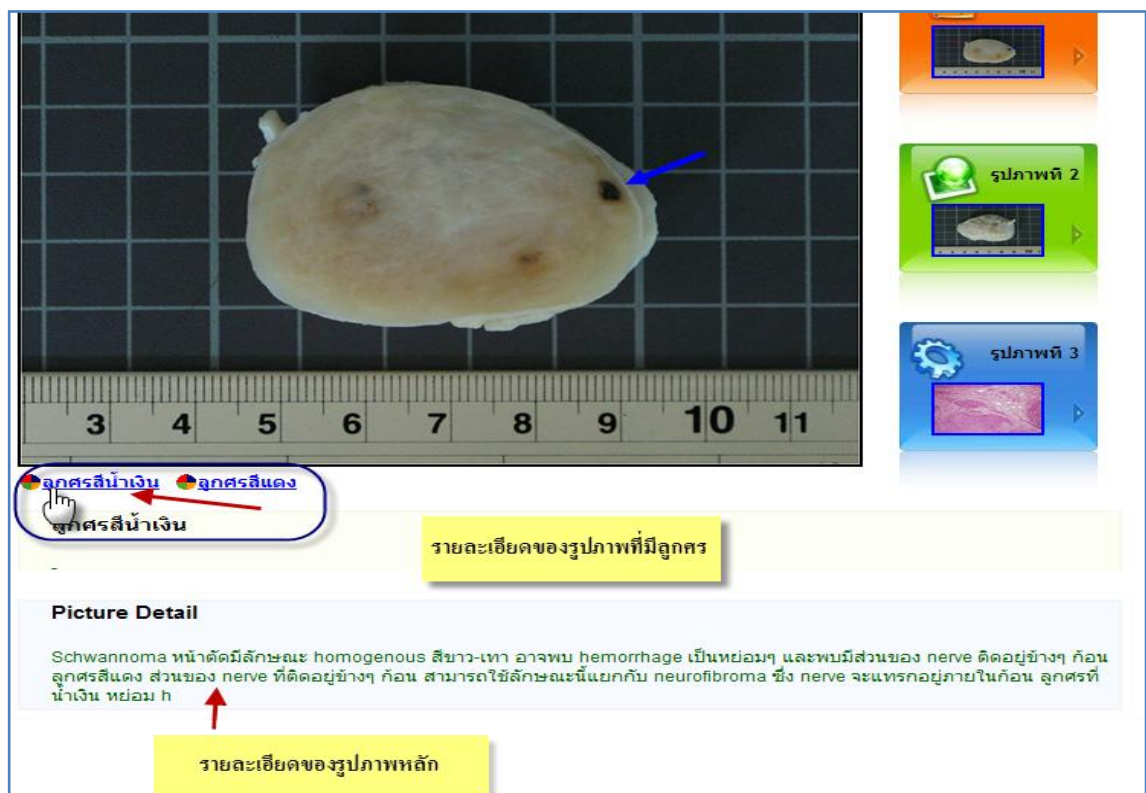 รูปภาพที่ 2
รูปภาพที่ 3
3 4 5 6 7 8 9 10 11
ลูกศรสีน้ำเงิน ลูกศรสีแดง
ลูกศรสีน้ำเงิน
รายละเอียดของรูปภาพที่มีลูกศร
-
Picture Detail
Schwannoma หน้าตัดมีลักษณะ homogenous สีขาว-เทา อาจพบ hemorrhage เป็นหย่อมๆ และพบมีส่วนของ nerve ติดอยู่ข้างๆ ก้อน
ลูกศรสีแดง ส่วนของ nerve ที่ติดอยู่ข้างๆ ก้อน สามารถใช้ลักษณะนี้แยกกับ neurofibroma ซึ่ง nerve จะแทรกอยู่ภายในก้อน ลูกศรที่
น้ำเงิน หย่อม h
รายละเอียดของรูปภาพหลัก